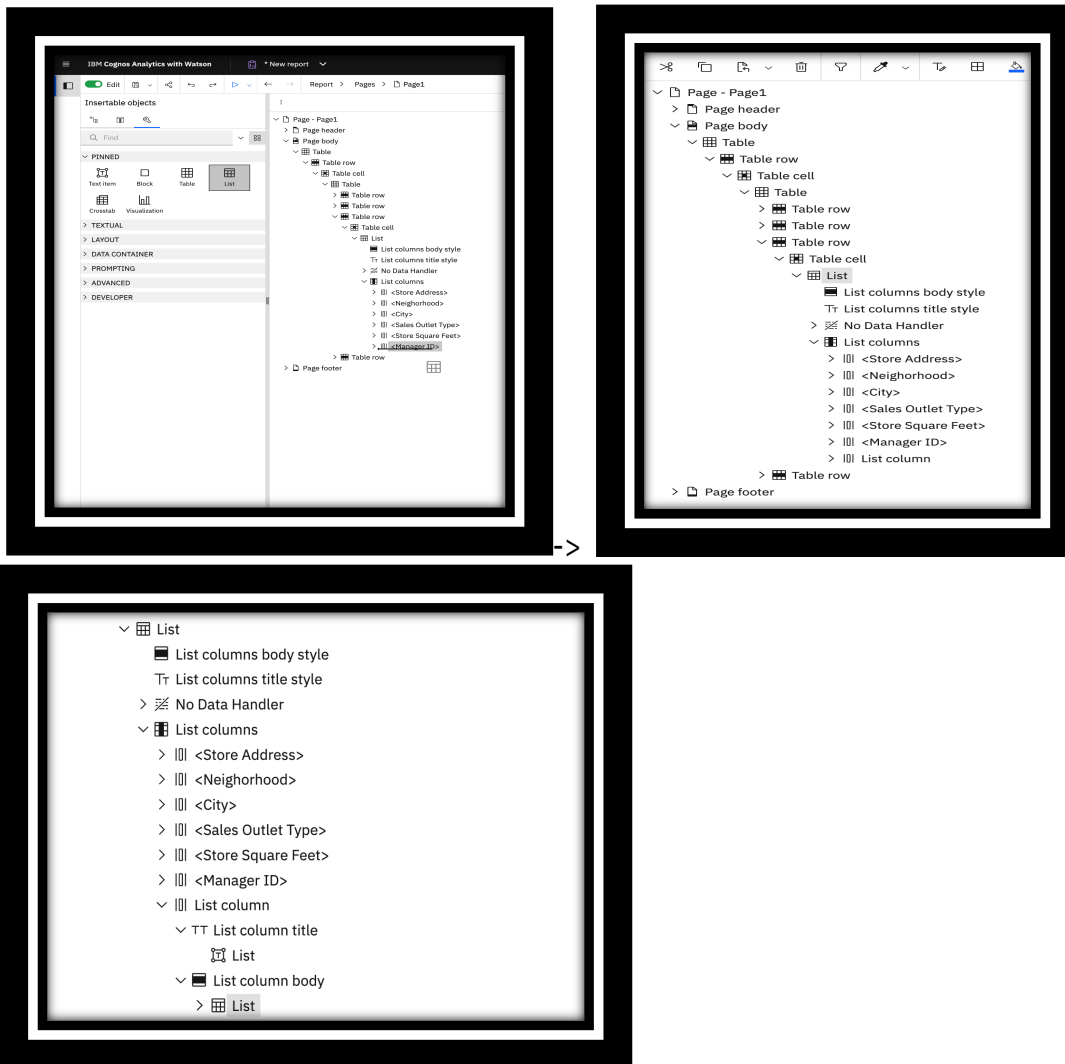 IBM Cognos Analytics with Watson
* New report
Edit
Report > Pages > Page1
Insertable objects
Find
PINNED
Text item Block Table List
Crosstab Visualization
TEXTUAL
LAYOUT
DATA CONTAINER
PROMPTING
ADVANCED
DEVELOPER
Page - Page1
Page header
Page body
Table
Table row
Table cell
Table
Table row
Table row
Table row
Table cell
List
List columns body style
List columns title style
No Data Handler
List columns
<Store Address>
<Neighorhood>
<City>
<Sales Outlet Type>
<Store Square Feet>
<Manager ID>
Table row
Page footer
->
Page - Page1
Page header
Page body
Table
Table row
Table cell
Table
Table row
Table row
Table row
Table cell
List
List columns body style
List columns title style
No Data Handler
List columns
<Store Address>
<Neighorhood>
<City>
<Sales Outlet Type>
<Store Square Feet>
<Manager ID>
List column
Table row
Page footer
List
List columns body style
List columns title style
No Data Handler
List columns
<Store Address>
<Neighorhood>
<City>
<Sales Outlet Type>
<Store Square Feet>
<Manager ID>
List column
List column title
List
List column body
List